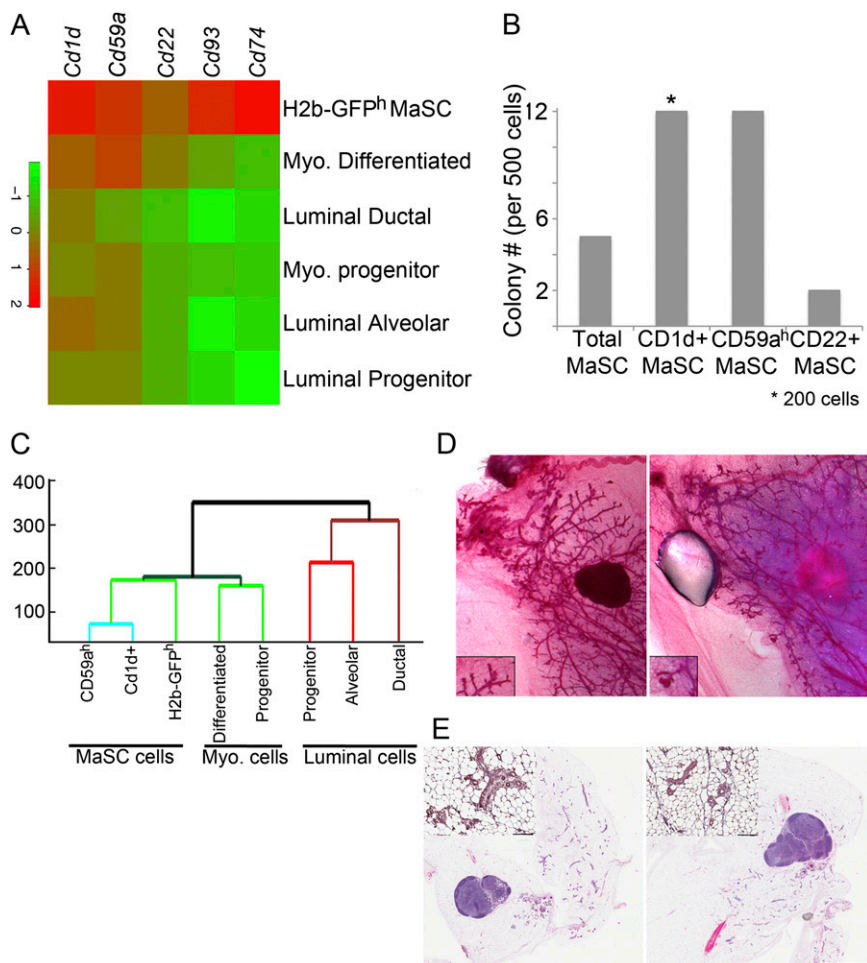 A
Cd1d
Cd59a
Cd22
Cd93
Cd74
H2b-GFPh MaSC
Myo. Differentiated
Luminal Ductal
Myo. progenitor
Luminal Alveolar
Luminal Progenitor
−1
0
1
2
B
Colony # (per 500 cells)
12
6
2
*
Total MaSC
CD1d+ MaSC
CD59ah MaSC
CD22+ MaSC
* 200 cells
C
400
300
200
100
CD59ah
Cd1d+
H2b-GFPh
Differentiated
Progenitor
Progenitor
Alveolar
Ductal
MaSC cells
Myo. cells
Luminal cells
D
E